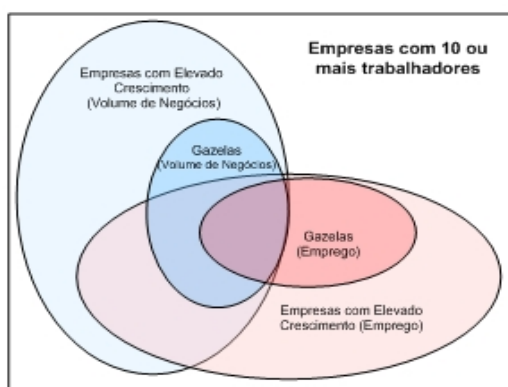 Empresas com 10 ou
mais trabalhadores
Empresas com Elevado
Crescimento
(Volume de Negócios)
Gazelas
(Volume de Negócios)
Gazelas
(Emprego)
Empresas com Elevado
Crescimento (Emprego)